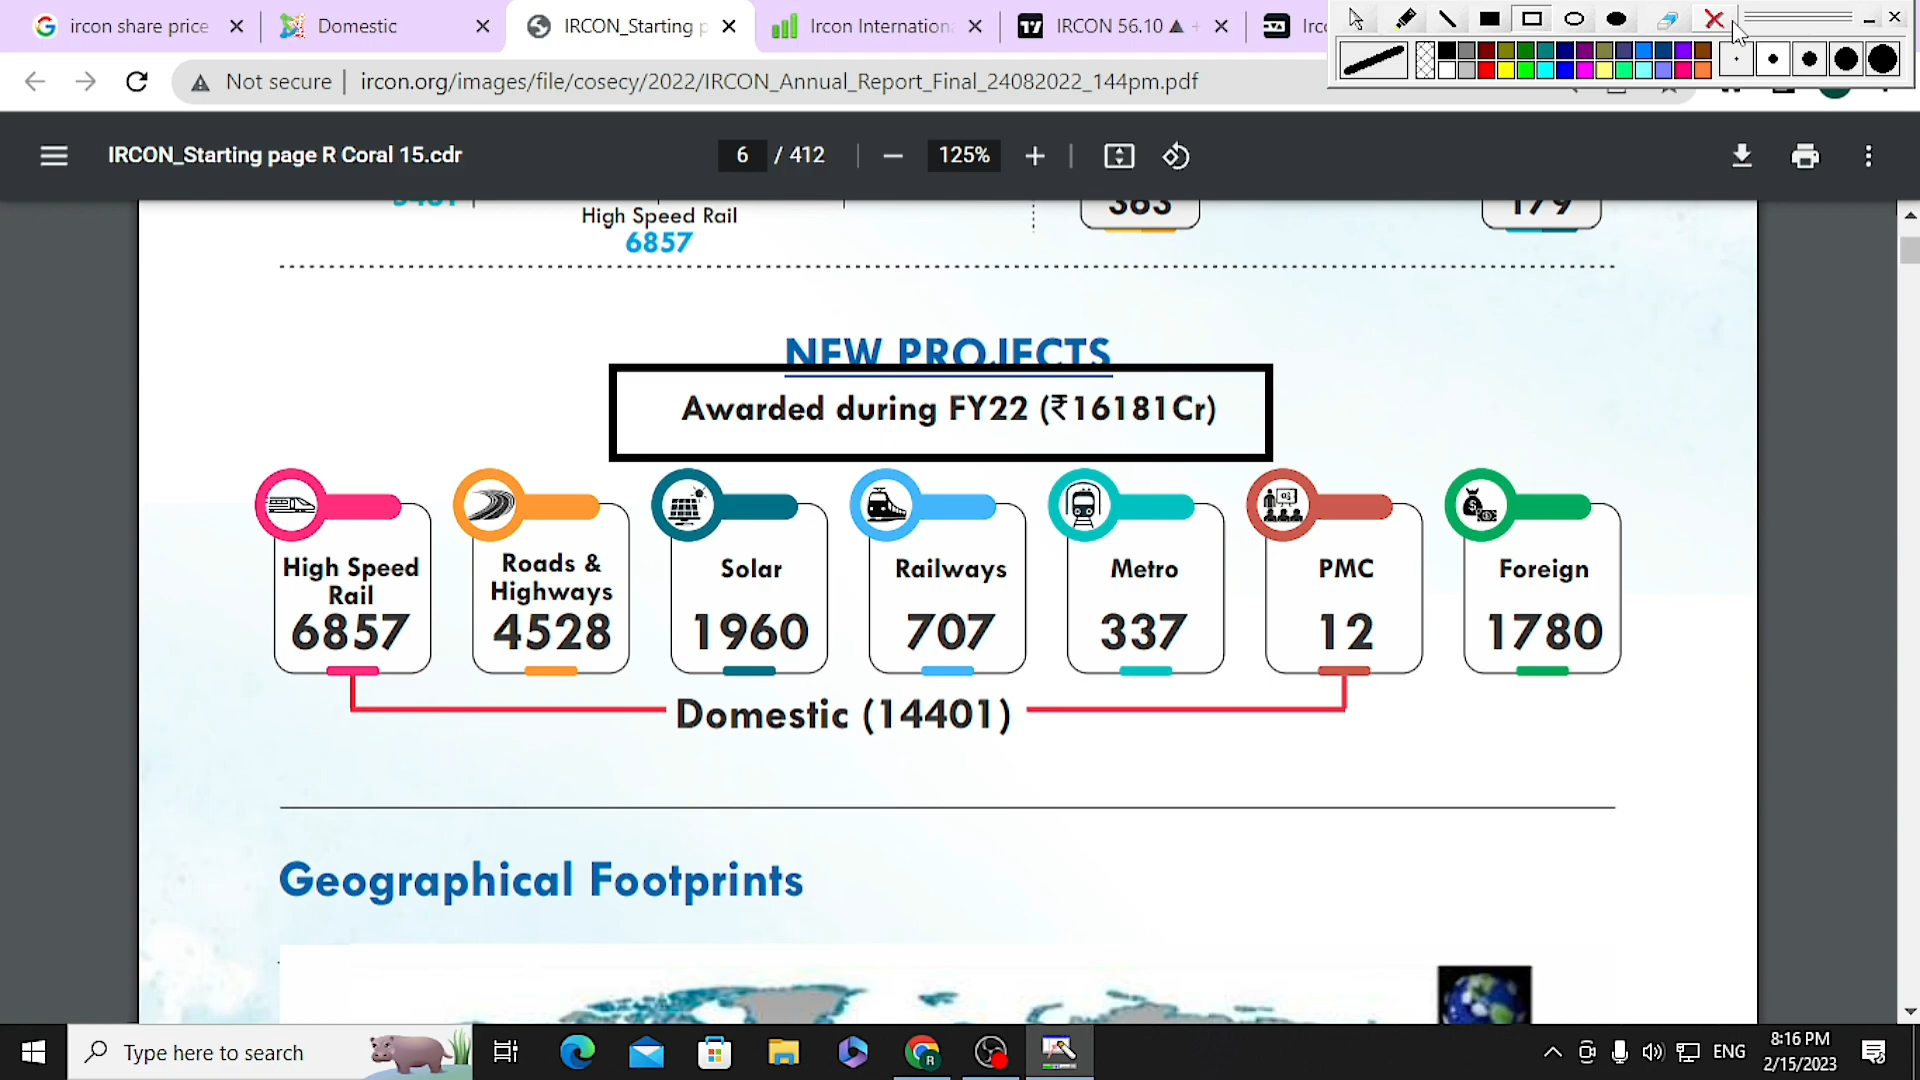 ircon share price
Domestic
IRCON_Starting p
Ircon Internationa
IRCON 56.10 ▲ +
Irc
Not secure
ircon.org/images/file/cosecy/2022/IRCON_Annual_Report_Final_24082022_144pm.pdf
IRCON_Starting page R Coral 15.cdr
6 / 412
125%
High Speed Rail
6857
363
179
NEW PROJECTS
Awarded during FY22 (₹16181Cr)
High Speed
Rail
6857
Roads &
Highways
4528
Solar
1960
Railways
707
Metro
337
PMC
12
Foreign
1780
Domestic (14401)
Geographical Footprints
Type here to search
ENG
8:16 PM
2/15/2023